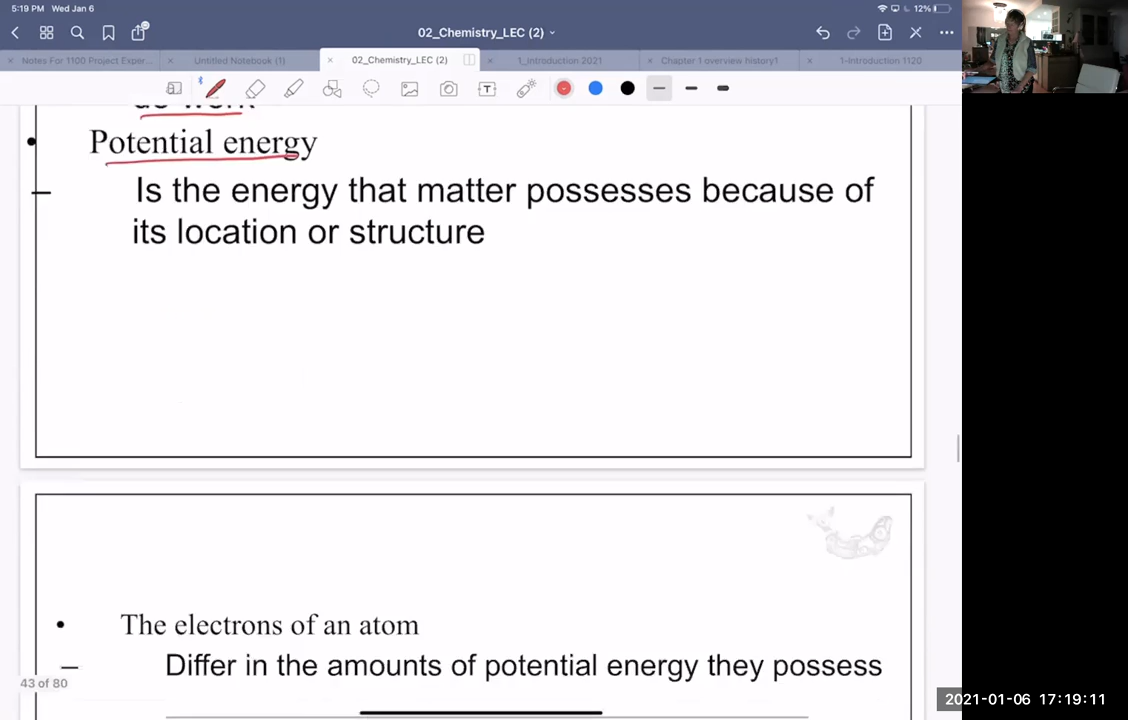 5:19 PM Wed Jan 6
12%
02_Chemistry_LEC (2)
Notes For 1100 Project Exper...
Untitled Notebook (1)
02_Chemistry_LEC (2)
1_Introduction 2021
Chapter 1 overview history1
1-Introduction 1120
do work
• Potential energy
— Is the energy that matter possesses because of
its location or structure
• The electrons of an atom
— Differ in the amounts of potential energy they possess
43 of 80
2021-01-06 17:19:11